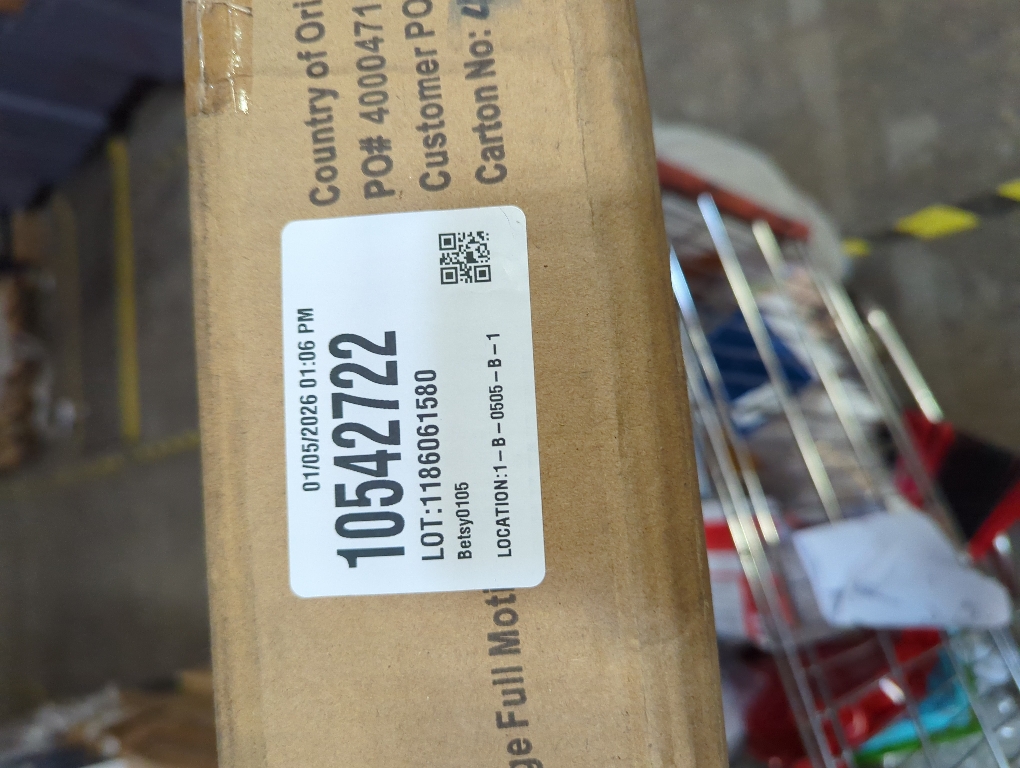 Country of Ori
PO# 4000471
Customer PO
Carton No:
01/05/2026 01:06 PM
10542722
LOT:1186061580
Betsy0105
LOCATION:1-B-0505-B-1
ge Full Moti